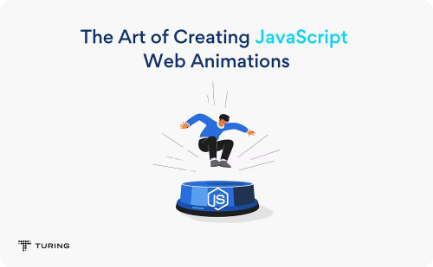 The Art of Creating JavaScript
Web Animations
JS
TURING